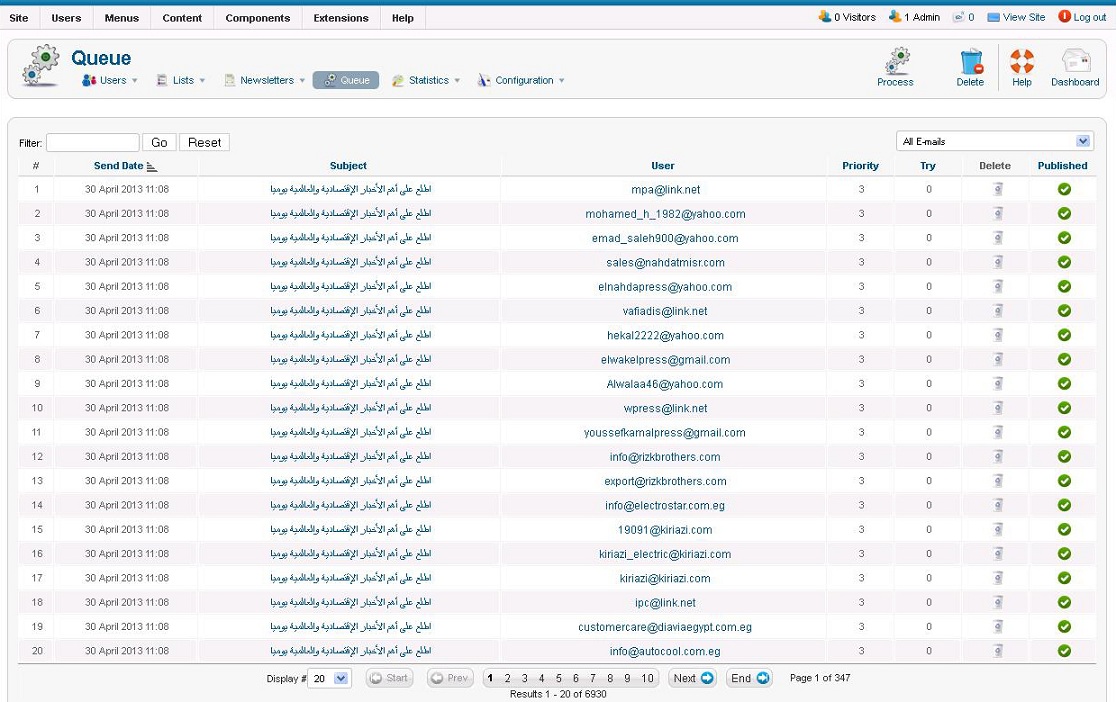 Site Users Menus Content Components Extensions Help 0 Visitors 1 Admin 0 View Site Log out
Queue
Users Lists Newsletters Queue Statistics Configuration Process Delete Help Dashboard
Filter: Go Reset All E-mails
# Send Date Subject User Priority Try Delete Published
1 30 April 2013 11:08 اطلع على أهم الأخبار الإقتصادية والعالمية يوميا mpa@link.net 3 0
2 30 April 2013 11:08 اطلع على أهم الأخبار الإقتصادية والعالمية يوميا mohamed_h_1982@yahoo.com 3 0
3 30 April 2013 11:08 اطلع على أهم الأخبار الإقتصادية والعالمية يوميا emad_saleh900@yahoo.com 3 0
4 30 April 2013 11:08 اطلع على أهم الأخبار الإقتصادية والعالمية يوميا sales@nahdatmisr.com 3 0
5 30 April 2013 11:08 اطلع على أهم الأخبار الإقتصادية والعالمية يوميا elnahdapress@yahoo.com 3 0
6 30 April 2013 11:08 اطلع على أهم الأخبار الإقتصادية والعالمية يوميا vafiadis@link.net 3 0
7 30 April 2013 11:08 اطلع على أهم الأخبار الإقتصادية والعالمية يوميا hekal2222@yahoo.com 3 0
8 30 April 2013 11:08 اطلع على أهم الأخبار الإقتصادية والعالمية يوميا elwakelpress@gmail.com 3 0
9 30 April 2013 11:08 اطلع على أهم الأخبار الإقتصادية والعالمية يوميا Alwalaa46@yahoo.com 3 0
10 30 April 2013 11:08 اطلع على أهم الأخبار الإقتصادية والعالمية يوميا wpress@link.net 3 0
11 30 April 2013 11:08 اطلع على أهم الأخبار الإقتصادية والعالمية يوميا youssefkamalpress@gmail.com 3 0
12 30 April 2013 11:08 اطلع على أهم الأخبار الإقتصادية والعالمية يوميا info@rizkbrothers.com 3 0
13 30 April 2013 11:08 اطلع على أهم الأخبار الإقتصادية والعالمية يوميا export@rizkbrothers.com 3 0
14 30 April 2013 11:08 اطلع على أهم الأخبار الإقتصادية والعالمية يوميا info@electrostar.com.eg 3 0
15 30 April 2013 11:08 اطلع على أهم الأخبار الإقتصادية والعالمية يوميا 19091@kiriazi.com 3 0
16 30 April 2013 11:08 اطلع على أهم الأخبار الإقتصادية والعالمية يوميا kiriazi_electric@kiriazi.com 3 0
17 30 April 2013 11:08 اطلع على أهم الأخبار الإقتصادية والعالمية يوميا kiriazi@kiriazi.com 3 0
18 30 April 2013 11:08 اطلع على أهم الأخبار الإقتصادية والعالمية يوميا ipc@link.net 3 0
19 30 April 2013 11:08 اطلع على أهم الأخبار الإقتصادية والعالمية يوميا customercare@diaviaegypt.com.eg 3 0
20 30 April 2013 11:08 اطلع على أهم الأخبار الإقتصادية والعالمية يوميا info@autocool.com.eg 3 0
Display # 20 Start Prev 1 2 3 4 5 6 7 8 9 10 Next End Page 1 of 347
Results 1 - 20 of 6930